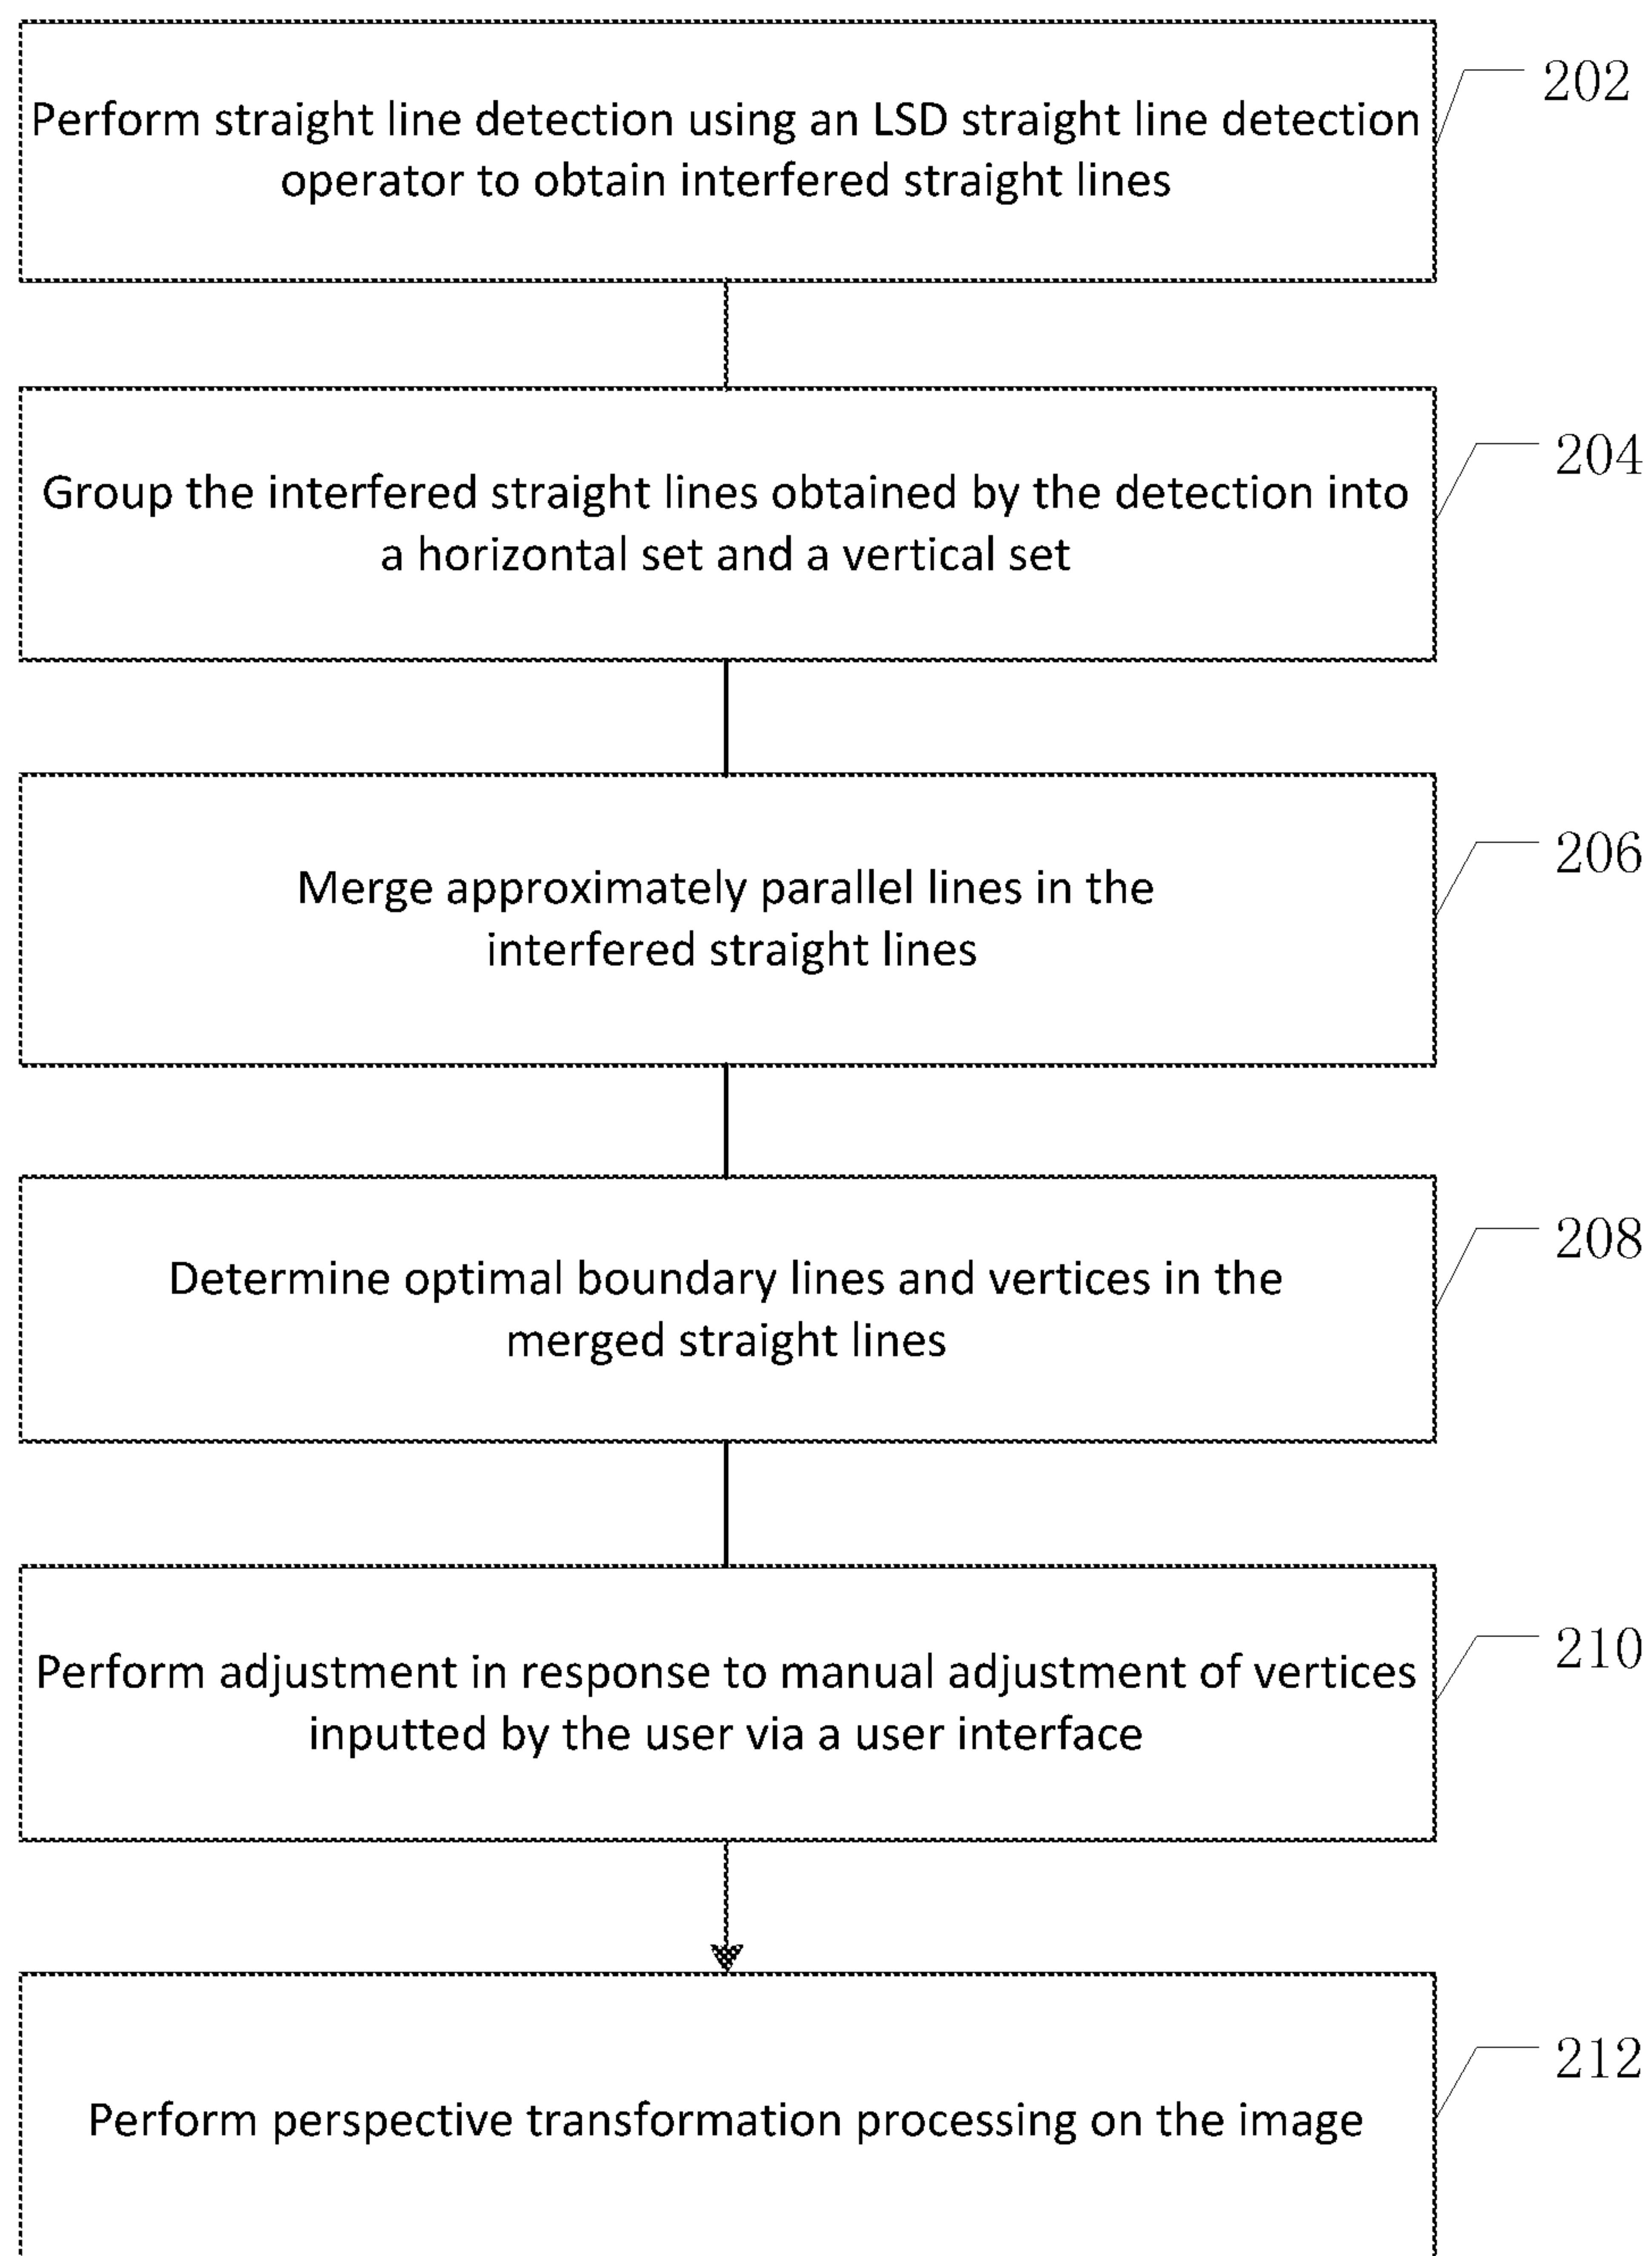 Perform straight line detection using an LSD straight line detection
operator to obtain interfered straight lines
202
Group the interfered straight lines obtained by the detection into
a horizontal set and a vertical set
204
Merge approximately parallel lines in the
interfered straight lines
206
Determine optimal boundary lines and vertices in the
merged straight lines
208
Perform adjustment in response to manual adjustment of vertices
inputted by the user via a user interface
210
Perform perspective transformation processing on the image
212